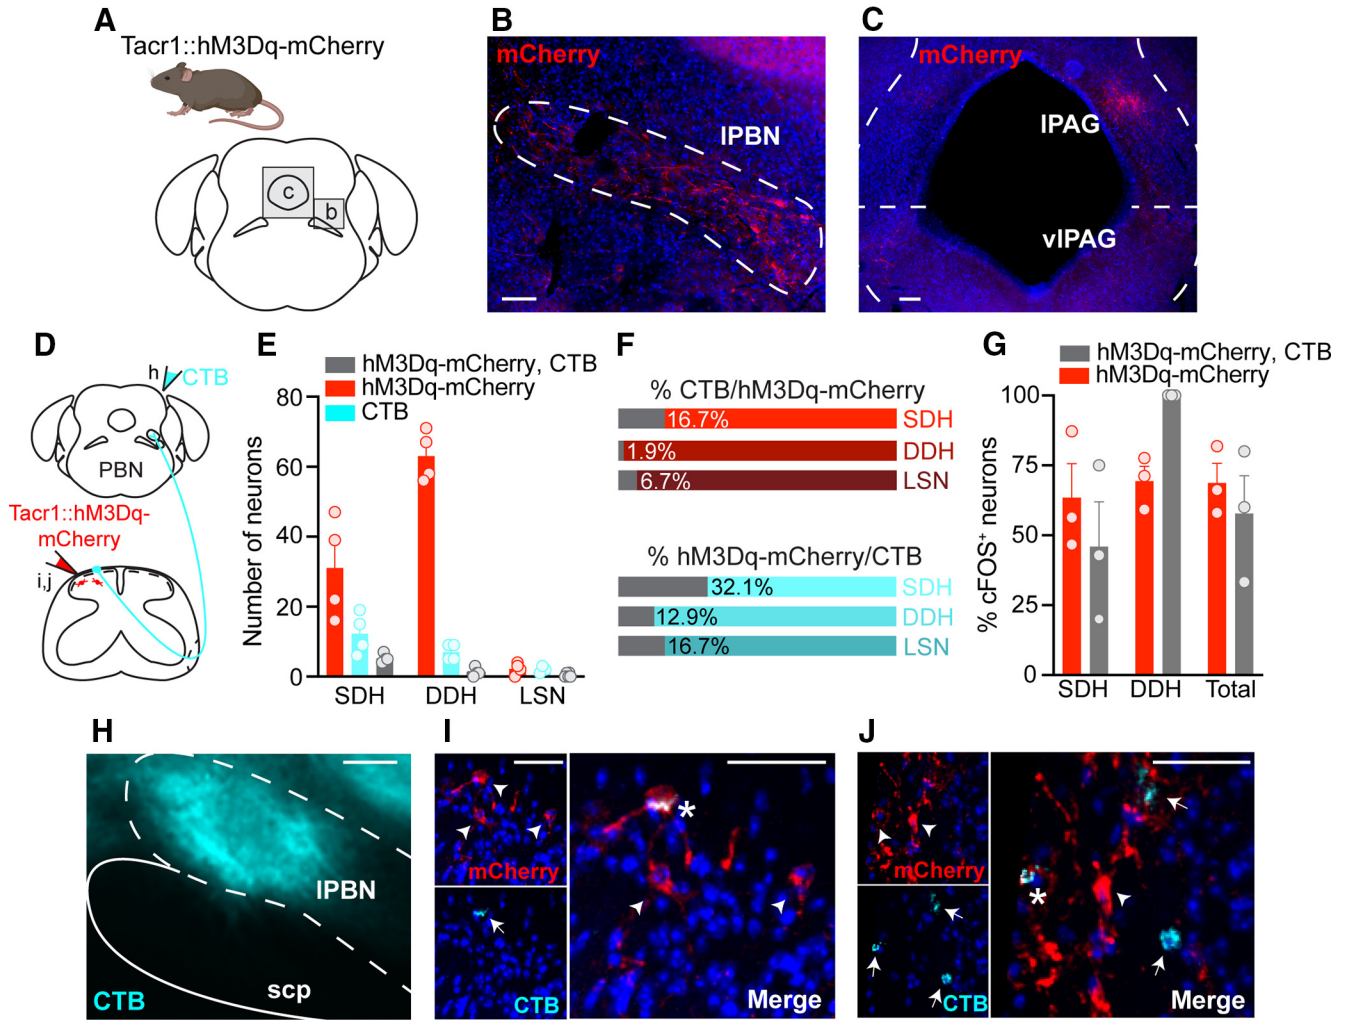 A
Tacr1::hM3Dq-mCherry
c
b
B
mCherry
lPBN
C
mCherry
lPAG
vlPAG
D
h
CTB
PBN
Tacr1::hM3Dq-
mCherry
i,j
E
hM3Dq-mCherry, CTB
hM3Dq-mCherry
CTB
Number of neurons
80
60
40
20
0
SDH
DDH
LSN
F
% CTB/hM3Dq-mCherry
16.7%
SDH
1.9%
DDH
6.7%
LSN
% hM3Dq-mCherry/CTB
32.1%
SDH
12.9%
DDH
16.7%
LSN
G
hM3Dq-mCherry, CTB
hM3Dq-mCherry
% cFOS⁺ neurons
100
75
50
25
0
SDH
DDH
Total
H
lPBN
scp
CTB
I
mCherry
CTB
*
Merge
J
mCherry
CTB
*
Merge